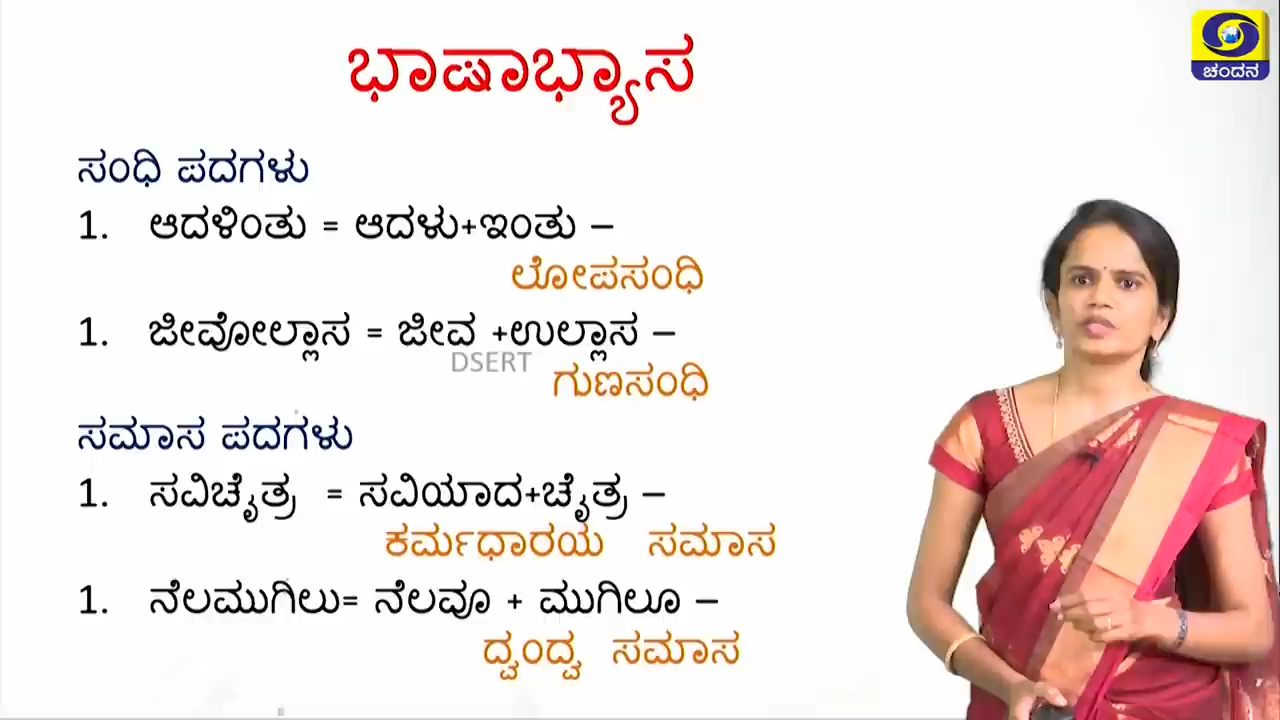 ಭಾಷಾಭ್ಯಾಸ
ಚಂದನ
ಸಂಧಿ ಪದಗಳು
1. ಆದಳಿಂತು = ಆದಳು+ಇಂತು –
ಲೋಪಸಂಧಿ
1. ಜೀವೋಲ್ಲಾಸ = ಜೀವ +ಉಲ್ಲಾಸ –
DSERT
ಗುಣಸಂಧಿ
ಸಮಾಸ ಪದಗಳು
1. ಸವಿಚೈತ್ರ = ಸವಿಯಾದ+ಚೈತ್ರ –
ಕರ್ಮಧಾರಯ ಸಮಾಸ
1. ನೆಲಮುಗಿಲು= ನೆಲವೂ + ಮುಗಿಲೂ –
ದ್ವಂದ್ವ ಸಮಾಸ